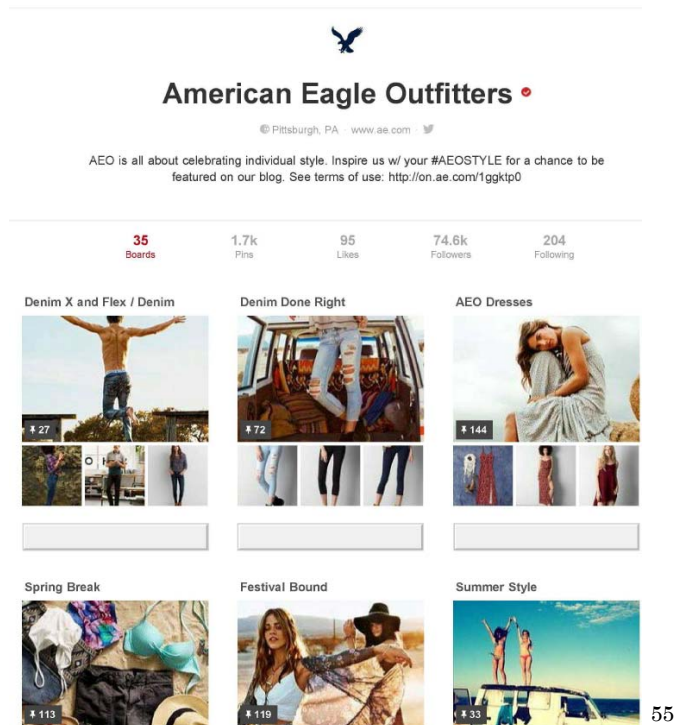 American Eagle Outfitters
Pittsburgh, PA · www.ae.com ·
AEO is all about celebrating individual style. Inspire us w/ your #AEOSTYLE for a chance to be
featured on our blog. See terms of use: http://on.ae.com/1ggktp0
35 1.7k 95 74.6k 204
Boards Pins Likes Followers Following
Denim X and Flex / Denim Denim Done Right AEO Dresses
27 72 144
Spring Break Festival Bound Summer Style
113 119 33
55